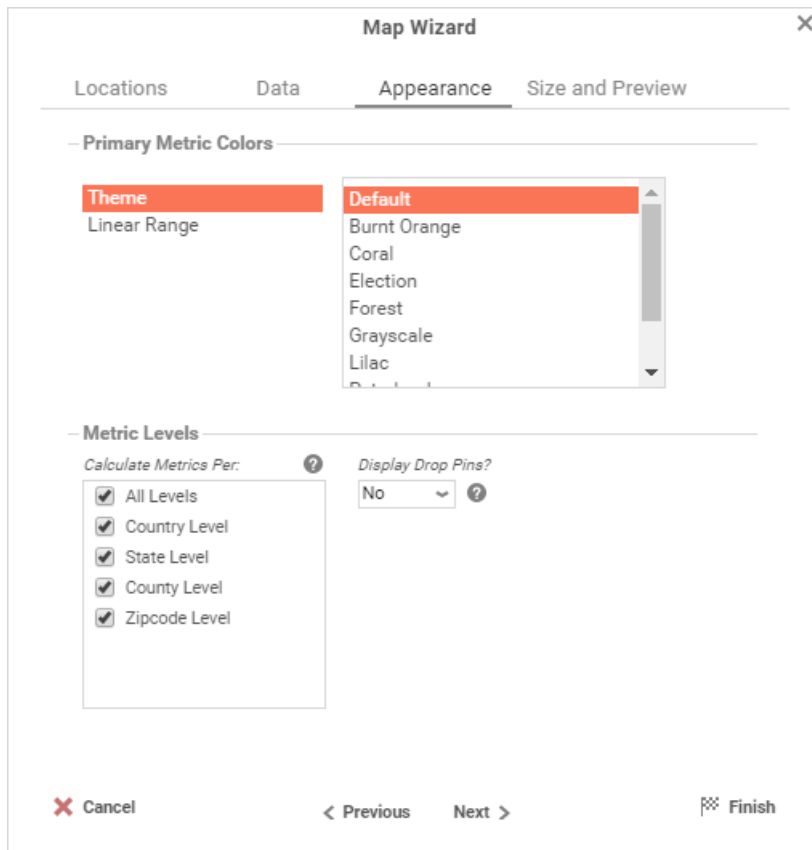 Map Wizard
Locations Data Appearance Size and Preview
Primary Metric Colors
Theme
Linear Range
Default
Burnt Orange
Coral
Election
Forest
Grayscale
Lilac
Metric Levels
Calculate Metrics Per: ?
All Levels
Country Level
State Level
County Level
Zipcode Level
Display Drop Pins?
No ?
Cancel
Previous Next
Finish